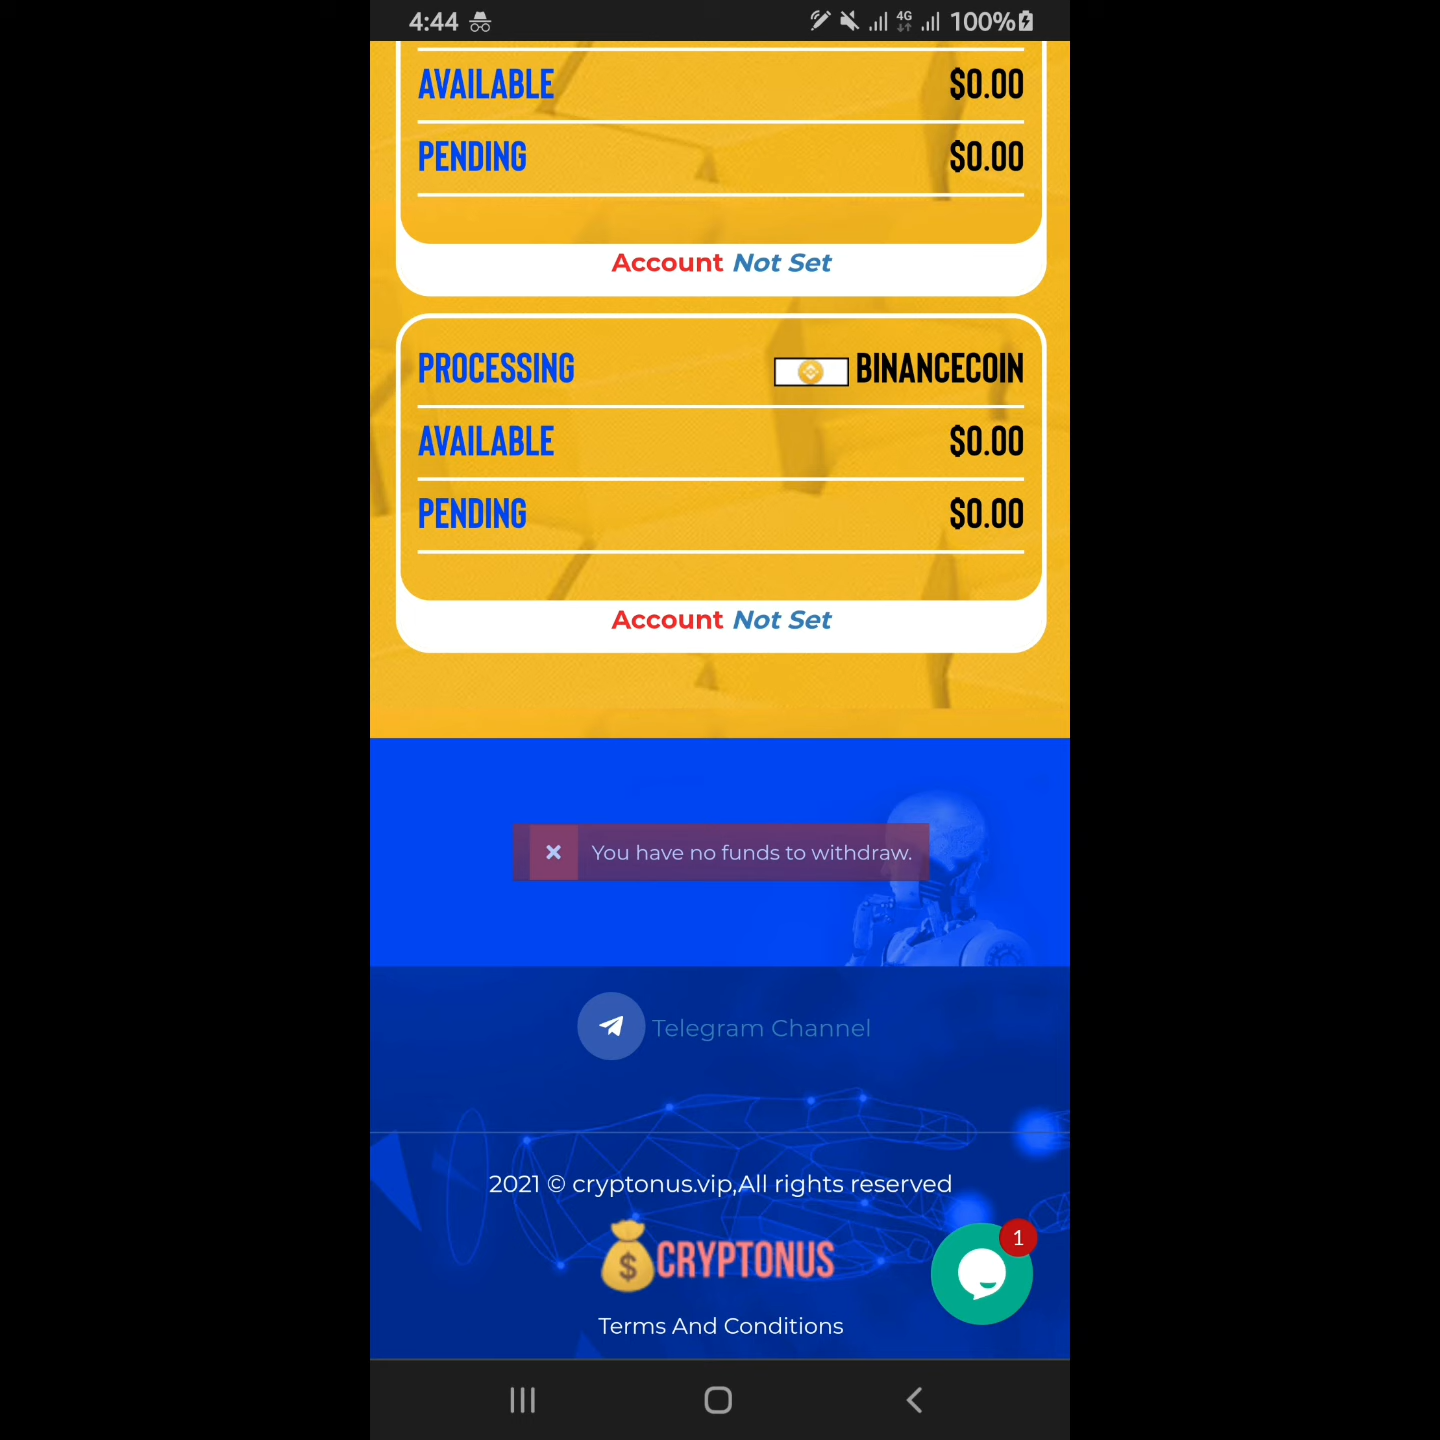 4:44 4G 100%
AVAILABLE $0.00
PENDING $0.00
Account Not Set
PROCESSING BINANCECOIN
AVAILABLE $0.00
PENDING $0.00
Account Not Set
You have no funds to withdraw.
Telegram Channel
2021 © cryptonus.vip,All rights reserved
$ CRYPTONUS
1
Terms And Conditions